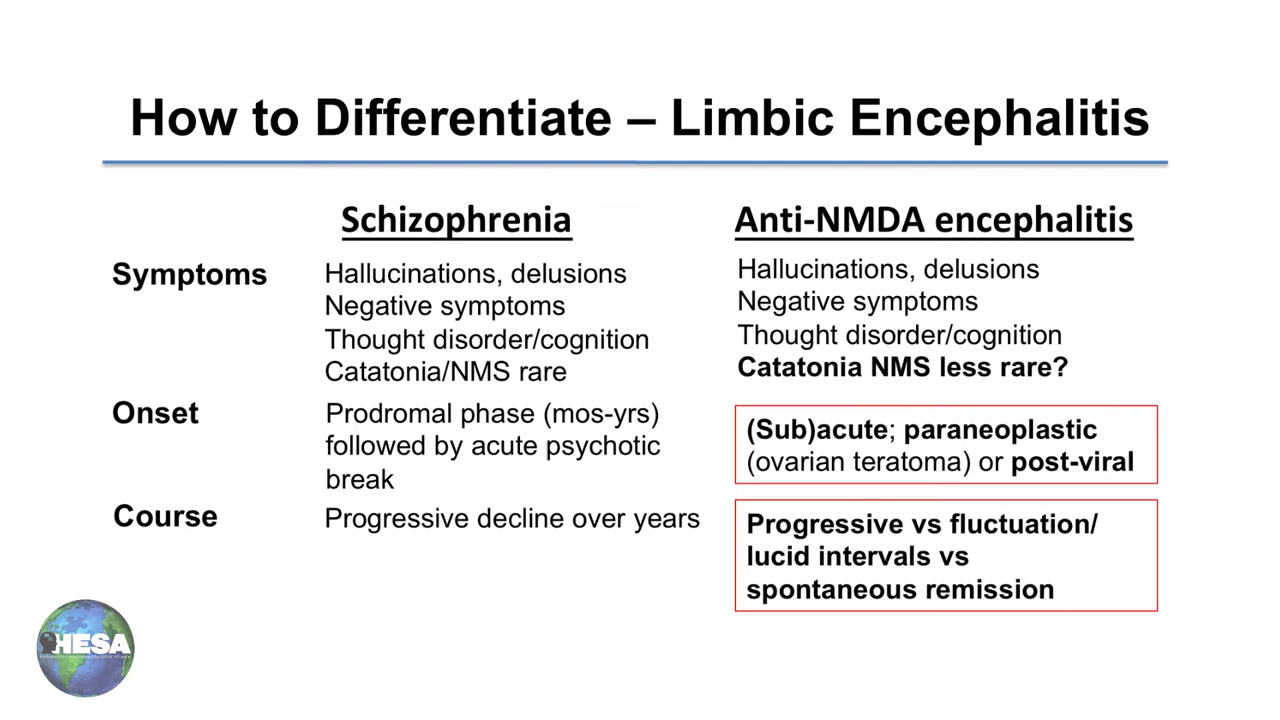 How to Differentiate – Limbic Encephalitis
Schizophrenia
Anti-NMDA encephalitis
Symptoms
Hallucinations, delusions
Negative symptoms
Thought disorder/cognition
Catatonia/NMS rare
Hallucinations, delusions
Negative symptoms
Thought disorder/cognition
Catatonia NMS less rare?
Onset
Prodromal phase (mos-yrs)
followed by acute psychotic
break
(Sub)acute; paraneoplastic
(ovarian teratoma) or post-viral
Course
Progressive decline over years
Progressive vs fluctuation/
lucid intervals vs
spontaneous remission
HESA